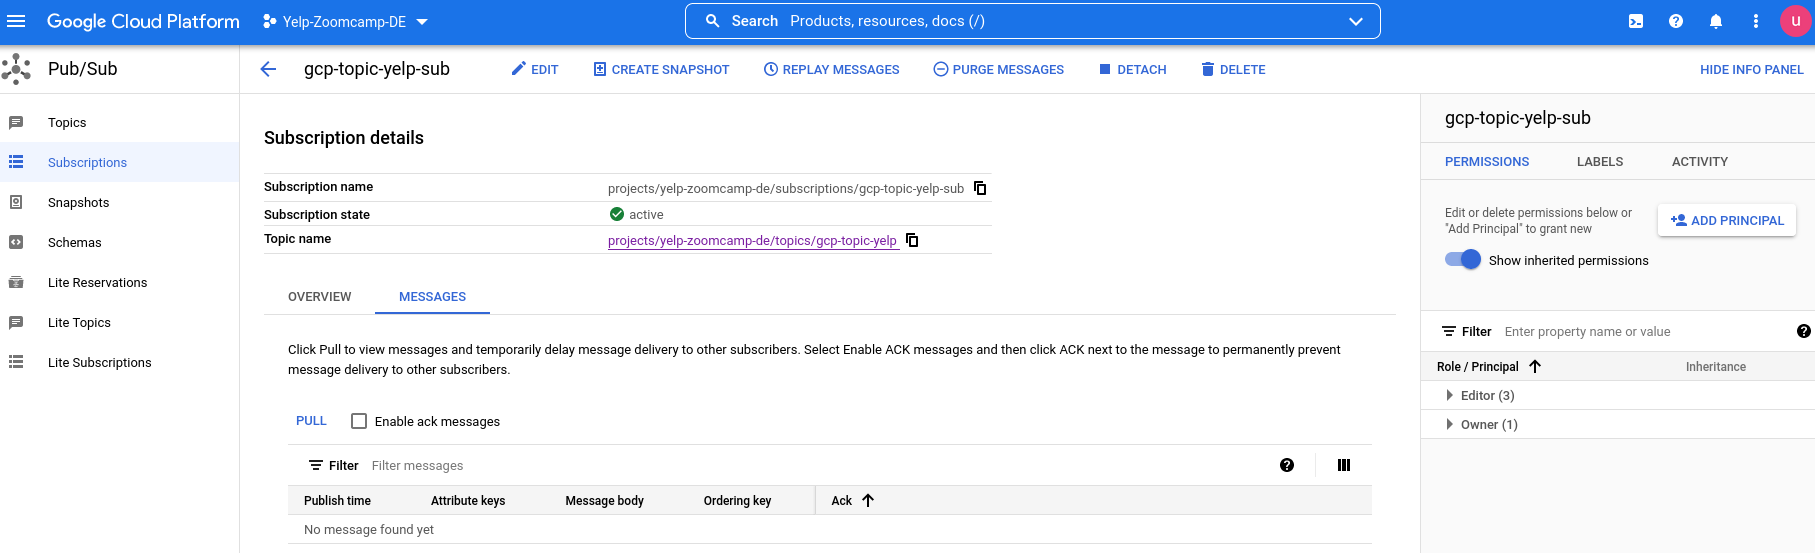 Google Cloud Platform Yelp-Zoomcamp-DE Search Products, resources, docs (/) u
Pub/Sub gcp-topic-yelp-sub EDIT CREATE SNAPSHOT REPLAY MESSAGES PURGE MESSAGES DETACH DELETE HIDE INFO PANEL
Topics
Subscriptions
Snapshots
Schemas
Lite Reservations
Lite Topics
Lite Subscriptions
Subscription details
Subscription name projects/yelp-zoomcamp-de/subscriptions/gcp-topic-yelp-sub
Subscription state active
Topic name projects/yelp-zoomcamp-de/topics/gcp-topic-yelp
OVERVIEW MESSAGES
Click Pull to view messages and temporarily delay message delivery to other subscribers. Select Enable ACK messages and then click ACK next to the message to permanently prevent
message delivery to other subscribers.
PULL Enable ack messages
Filter Filter messages
Publish time Attribute keys Message body Ordering key Ack
No message found yet
gcp-topic-yelp-sub
PERMISSIONS LABELS ACTIVITY
Edit or delete permissions below or
"Add Principal" to grant new
ADD PRINCIPAL
Show inherited permissions
Filter Enter property name or value
Role / Principal Inheritance
Editor (3)
Owner (1)